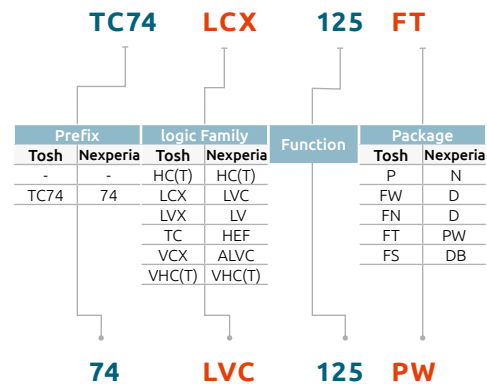 TC74 LCX 125 FT
Prefix logic Family Function Package
Tosh Nexperia Tosh Nexperia Tosh Nexperia
- - HC(T) HC(T) P N
TC74 74 LCX LVC FW D
LVX LV FN D
TC HEF FT PW
VCX ALVC FS DB
VHC(T) VHC(T)
74 LVC 125 PW